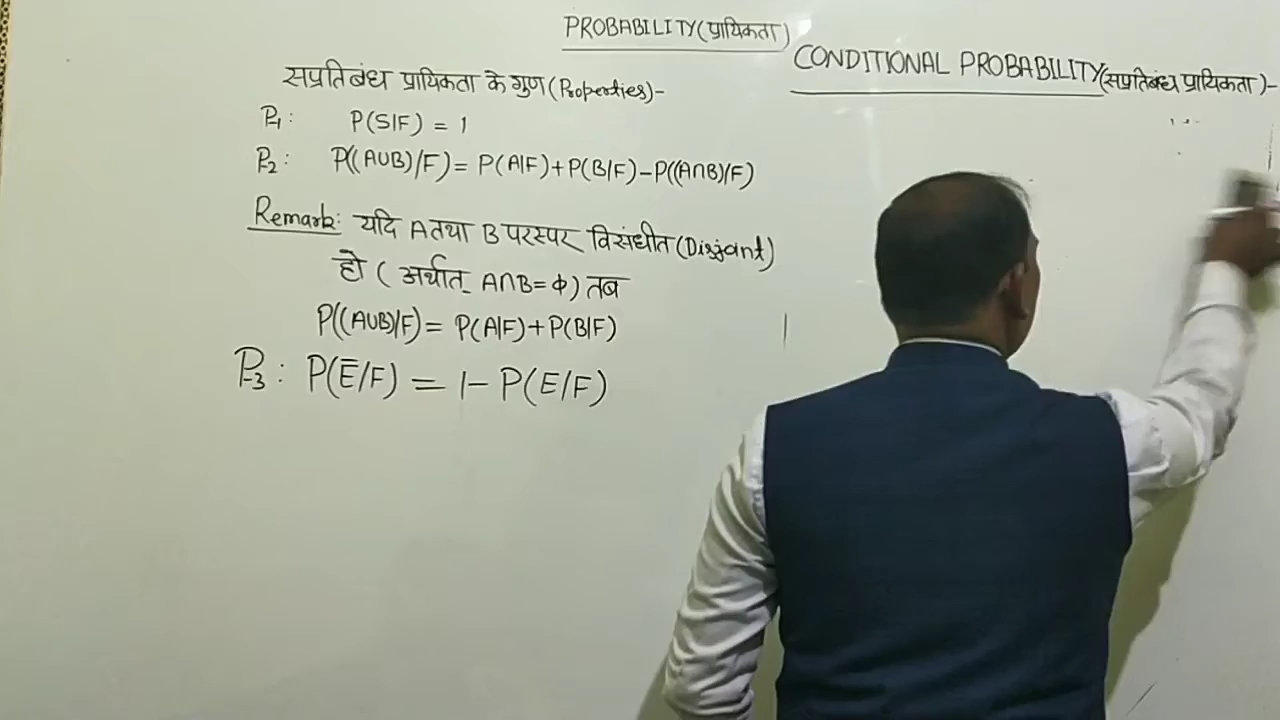 PROBABILITY(प्रायिकता)
CONDITIONAL PROBABILITY(सप्रतिबंध प्रायिकता)-
सप्रतिबंध प्रायिकता के गुण(Properties)-
P1: P(S/F) = 1
P2: P((A∪B)/F) = P(A/F)+P(B/F)-P((A∩B)/F)
Remark: यदि A तथा B परस्पर विसंधीत(Disjoint)
हो ( अर्थात् A∩B=Φ) तब
P((A∪B)/F)= P(A/F)+P(B/F)
P3: P(Ē/F) = 1- P(E/F)